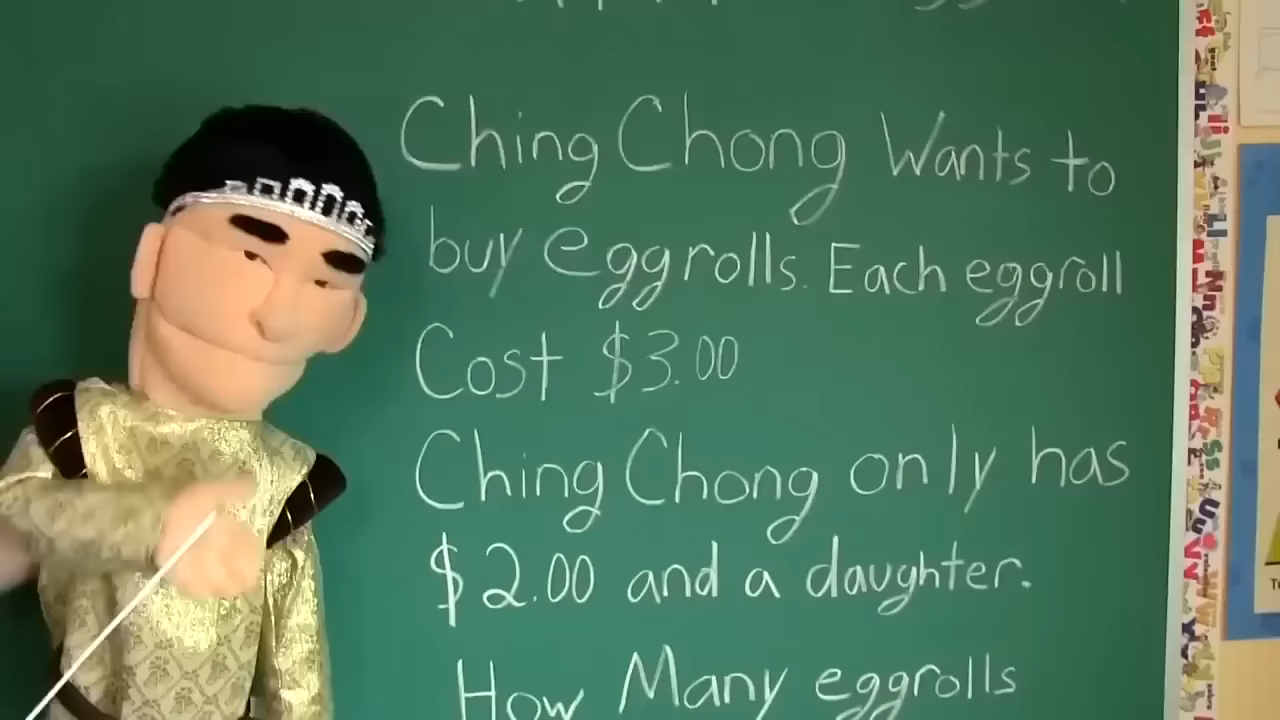 Ching Chong Wants to
buy eggrolls. Each eggroll
Cost $3.00
Ching Chong only has
$2.00 and a daughter.
How Many eggrolls